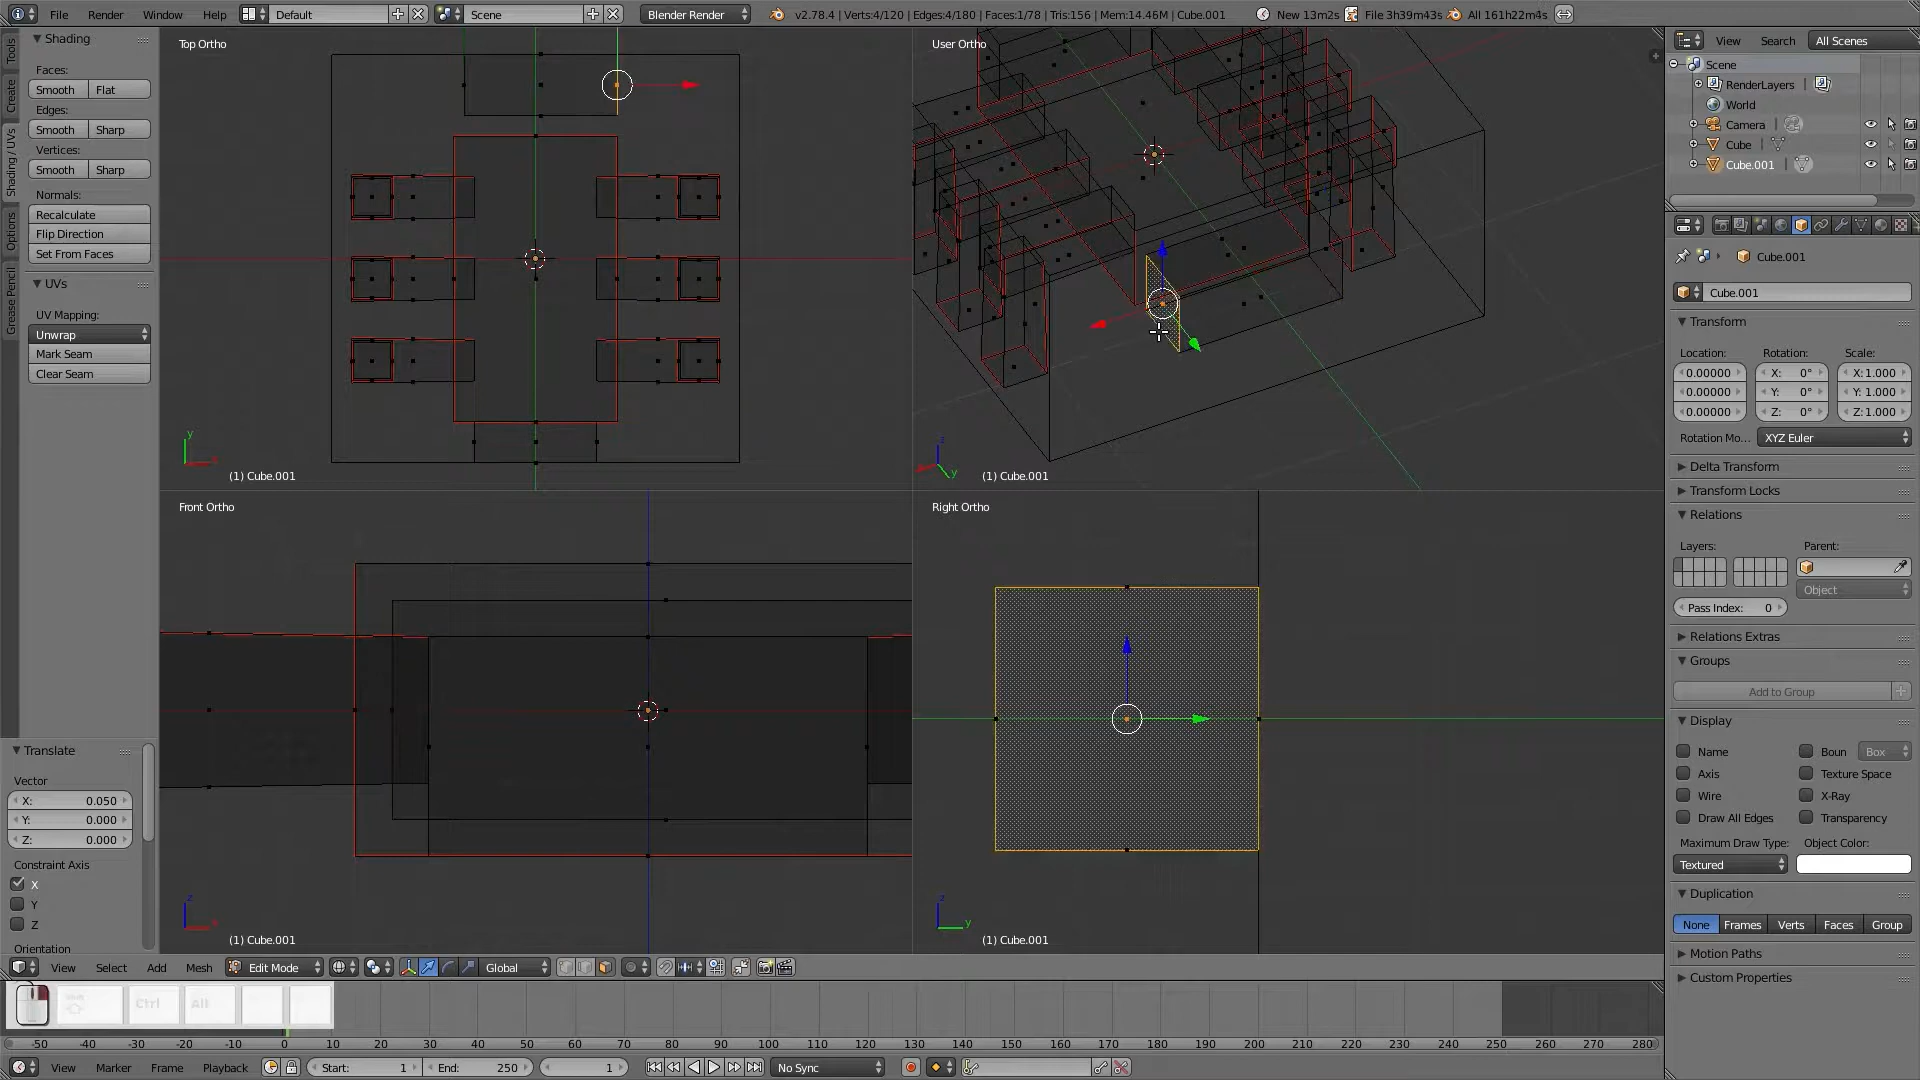 File Render Window Help Default Scene Blender Render v2.78.4 | Verts:4/120 | Edges:4/180 | Faces:1/78 | Tris:156 | Mem:14.46M | Cube.001 New 13m2s File 3h39m43s All 161h22m4s
Tools
Create
Shading / UVs
Options
Grease Pencil
Shading
Faces:
Smooth Flat
Edges:
Smooth Sharp
Vertices:
Smooth Sharp
Normals:
Recalculate
Flip Direction
Set From Faces
UVs
UV Mapping:
Unwrap
Mark Seam
Clear Seam
Translate
Vector
X: 0.050
Y: 0.000
Z: 0.000
Constraint Axis
X
Y
Z
Orientation
Top Ortho
y
(1) Cube.001
User Ortho
z
y
(1) Cube.001
Front Ortho
z
(1) Cube.001
Right Ortho
z
y
(1) Cube.001
View Select Add Mesh Edit Mode Global
Ctrl Alt
-50 -40 -30 -20 -10 0 10 20 30 40 50 60 70 80 90 100 110 120 130 140 150 160 170 180 190 200 210 220 230 240 250 260 270 280
View Marker Frame Playback Start: 1 End: 250 1 No Sync
View Search All Scenes
Scene
RenderLayers
World
Camera
Cube
Cube.001
Cube.001
Cube.001
Transform
Location: Rotation: Scale:
0.00000 X: 0° X: 1.000
0.00000 Y: 0° Y: 1.000
0.00000 Z: 0° Z: 1.000
Rotation Mo... XYZ Euler
Delta Transform
Transform Locks
Relations
Layers: Parent:
Object
Pass Index: 0
Relations Extras
Groups
Add to Group
Display
Name Boun Box
Axis Texture Space
Wire X-Ray
Draw All Edges Transparency
Maximum Draw Type: Object Color:
Textured
Duplication
None Frames Verts Faces Group
Motion Paths
Custom Properties